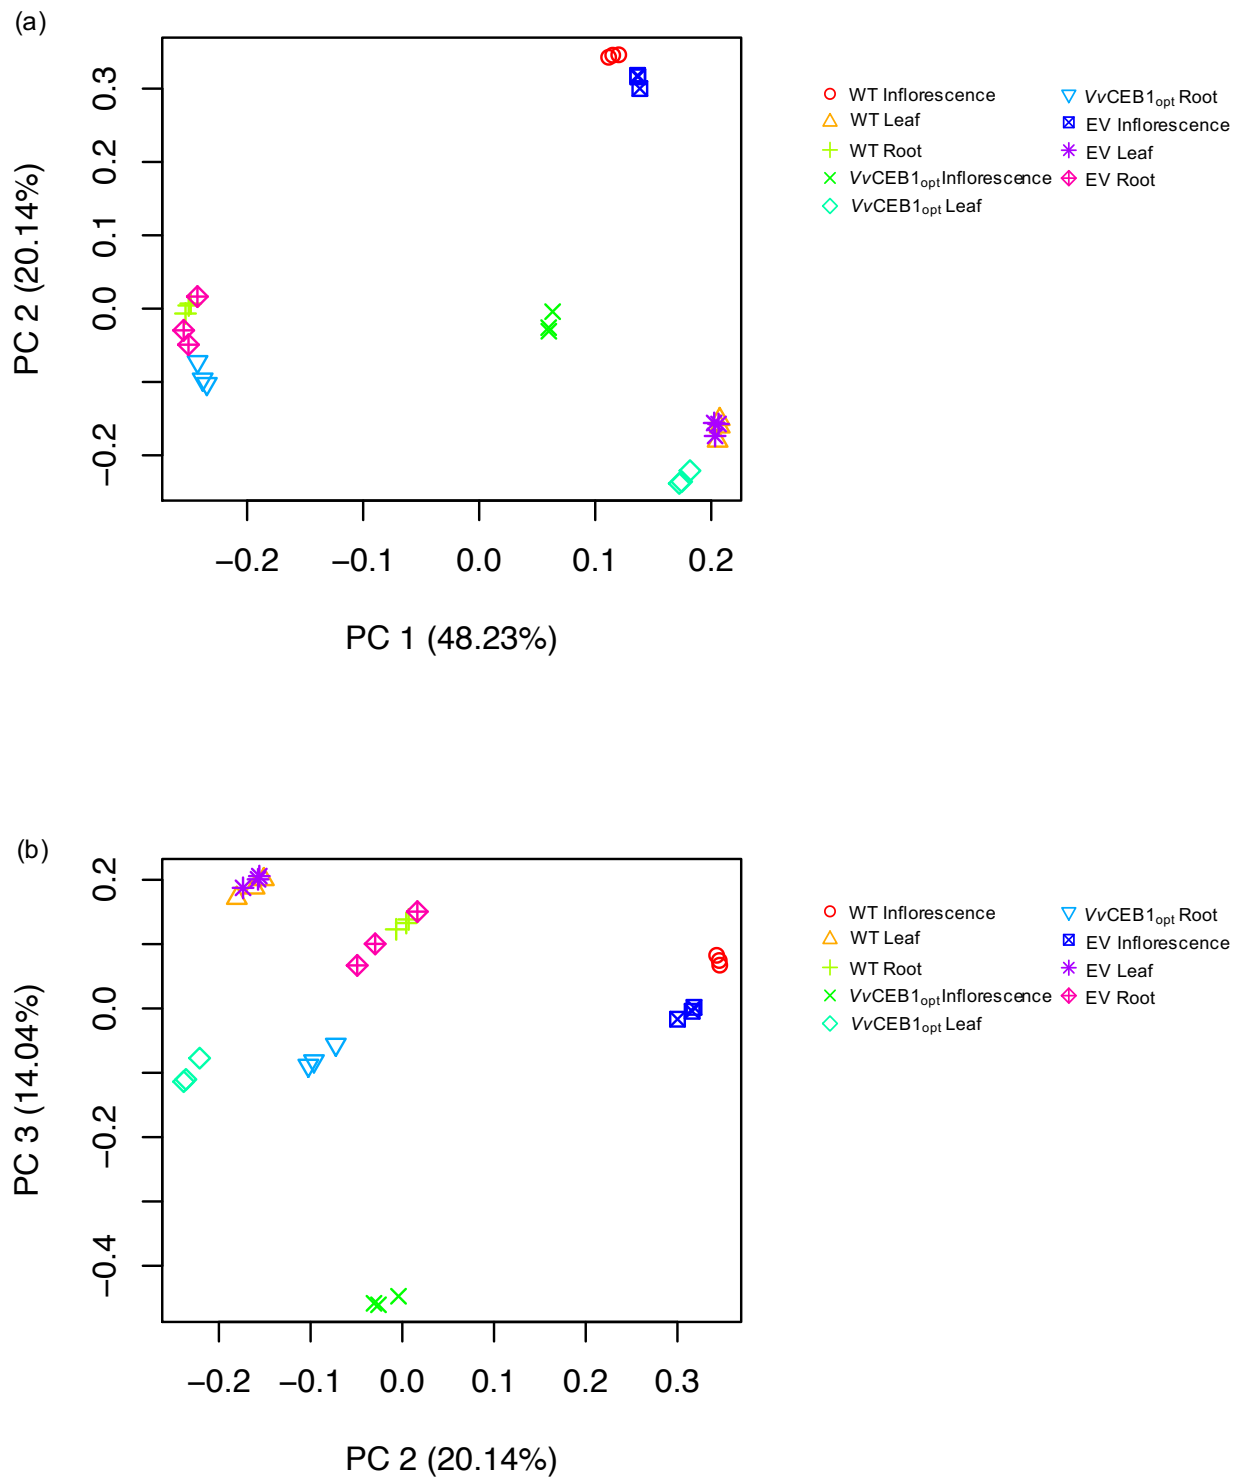 (a)
PC 2 (20.14%)
0.3
0.2
0.1
0.0
−0.2
−0.2
−0.1
0.0
0.1
0.2
PC 1 (48.23%)
WT Inflorescence
WT Leaf
WT Root
VvCEB1opt Inflorescence
VvCEB1opt Leaf
VvCEB1opt Root
EV Inflorescence
EV Leaf
EV Root
(b)
PC 3 (14.04%)
0.2
0.0
−0.2
−0.4
−0.2
−0.1
0.0
0.1
0.2
0.3
PC 2 (20.14%)
WT Inflorescence
WT Leaf
WT Root
VvCEB1opt Inflorescence
VvCEB1opt Leaf
VvCEB1opt Root
EV Inflorescence
EV Leaf
EV Root